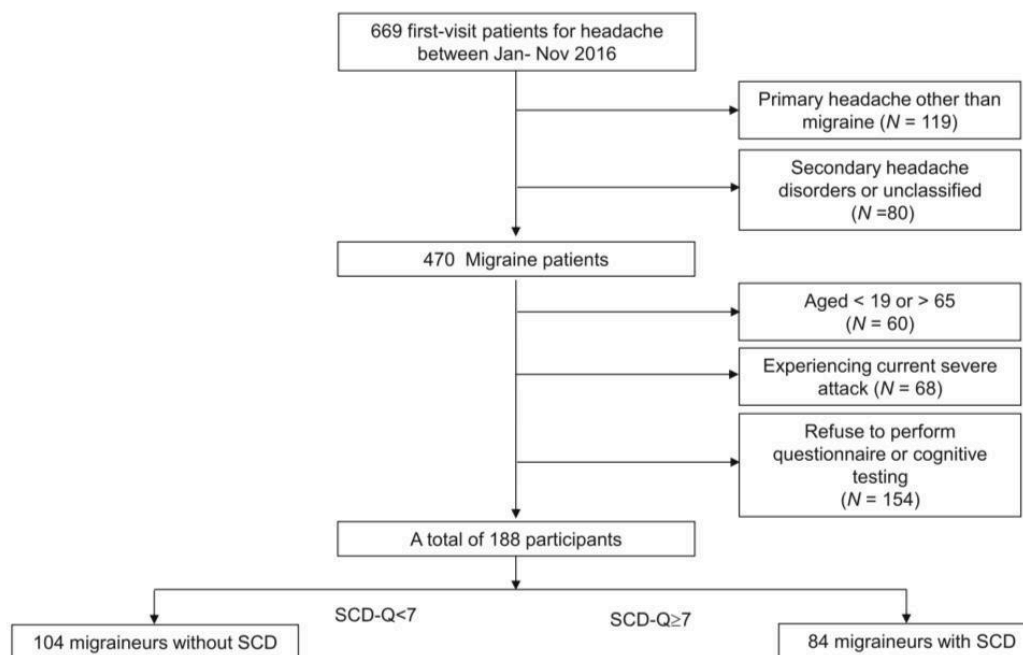 669 first-visit patients for headache
between Jan- Nov 2016
Primary headache other than
migraine (N = 119)
Secondary headache
disorders or unclassified
(N =80)
470 Migraine patients
Aged < 19 or > 65
(N = 60)
Experiencing current severe
attack (N = 68)
Refuse to perform
questionnaire or cognitive
testing
(N = 154)
A total of 188 participants
SCD-Q<7
SCD-Q≥7
104 migraineurs without SCD
84 migraineurs with SCD